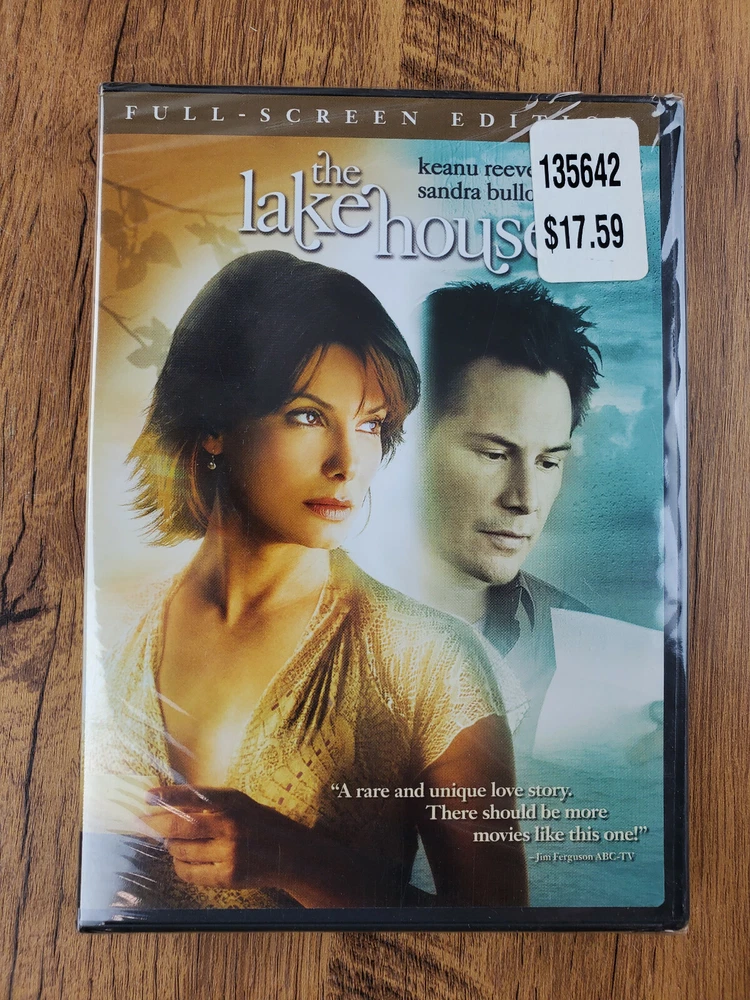 FULL-SCREEN EDITIO
the
lake house
keanu reeve
sandra bullo
135642
$17.59
“A rare and unique love story.
There should be more
movies like this one!”
–Jim Ferguson ABC-TV